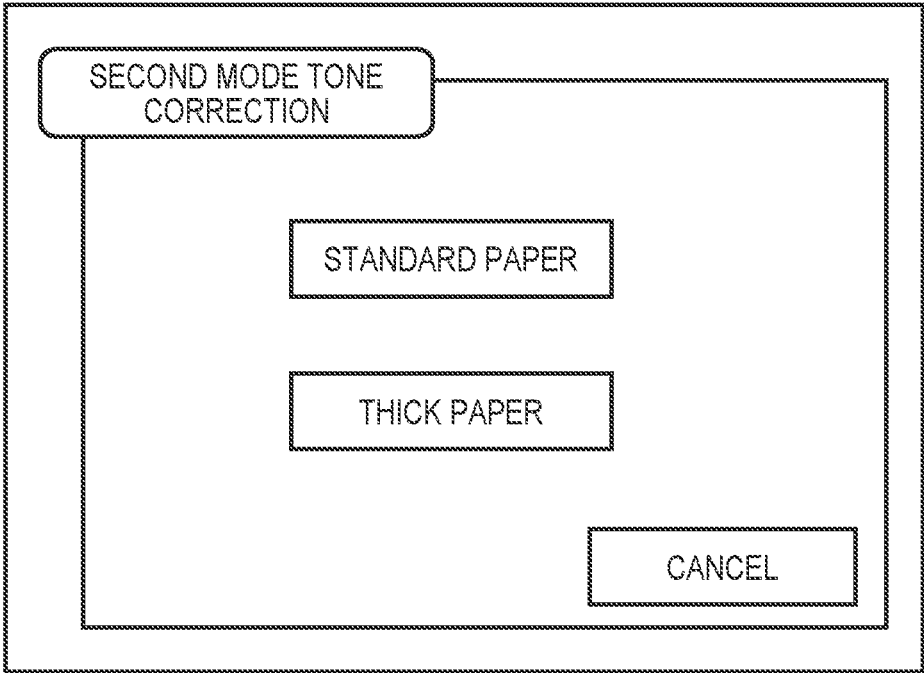 SECOND MODE TONE
CORRECTION
STANDARD PAPER
THICK PAPER
CANCEL